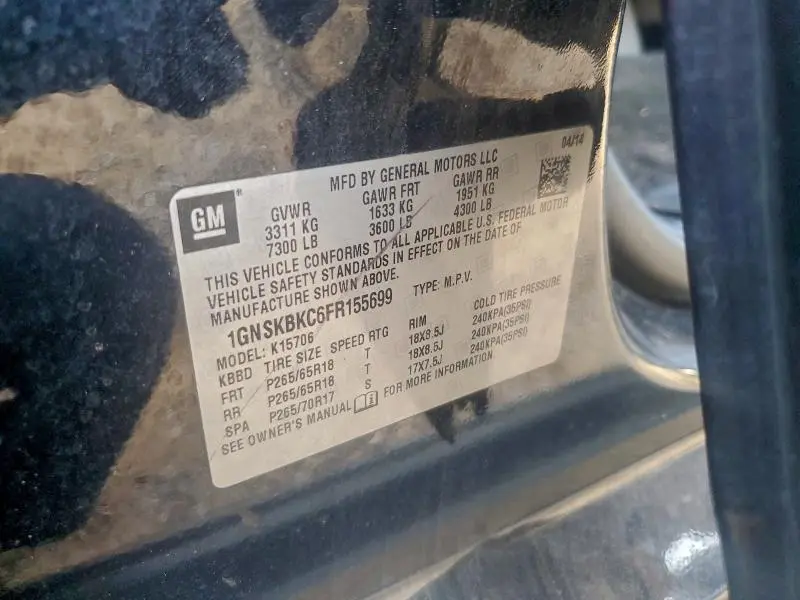 GM
®
MFD BY GENERAL MOTORS LLC
04/14
GVWR GAWR FRT GAWR RR
3311 KG 1633 KG 1951 KG
7300 LB 3600 LB 4300 LB
THIS VEHICLE CONFORMS TO ALL APPLICABLE U.S. FEDERAL MOTOR
VEHICLE SAFETY STANDARDS IN EFFECT ON THE DATE OF
MANUFACTURE SHOWN ABOVE.
1GNSKBKC6FR155699 TYPE: M.P.V.
MODEL: K15706
KBBD TIRE SIZE SPEED RTG RIM COLD TIRE PRESSURE
FRT P265/65R18 T 18X8.5J 240KPA(35PSI)
RR P265/65R18 T 18X8.5J 240KPA(35PSI)
SPA P265/70R17 S 17X7.5J 240KPA(35PSI)
SEE OWNER'S MANUAL FOR MORE INFORMATION